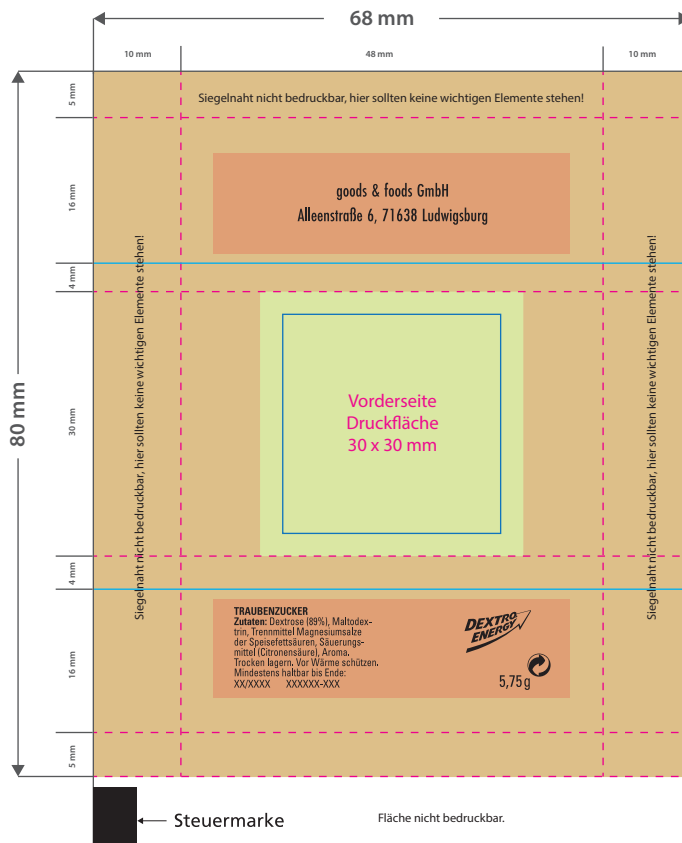 68 mm
10 mm
48 mm
10 mm
5 mm
Siegelnaht nicht bedruckbar, hier sollten keine wichtigen Elemente stehen!
16 mm
goods & foods GmbH
Alleenstraße 6, 71638 Ludwigsburg
4 mm
80 mm
30 mm
Siegelnaht nicht bedruckbar, hier sollten keine wichtigen Elemente stehen!
Vorderseite
Druckfläche
30 x 30 mm
Siegelnaht nicht bedruckbar, hier sollten keine wichtigen Elemente stehen!
4 mm
16 mm
TRAUBENZUCKER
Zutaten: Dextrose (89%), Maltodex-
trin, Trennmittel Magnesiumsalze
der Speisefettsäuren, Säuerungs-
mittel (Citronensäure), Aroma.
Trocken lagern. Vor Wärme schützen.
Mindestens haltbar bis Ende:
XX/XXXX XXXXXX-XXX
DEXTRO
ENERGY
5,75 g
5 mm
Steuermarke
Fläche nicht bedruckbar.